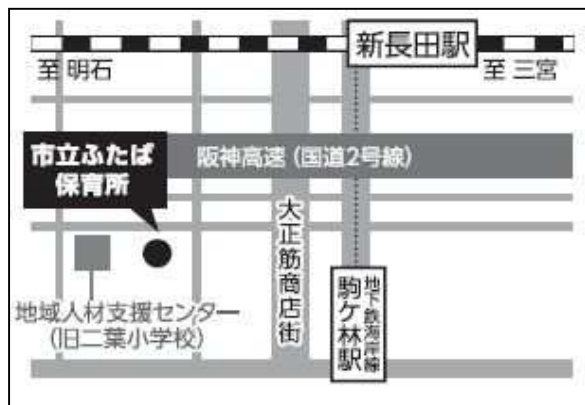 新長田駅
至 明石
至 三宮
市立ふたば
保育所
阪神高速（国道2号線）
大正筋商店街
地下鉄海岸線
駒ケ林駅
地域人材支援センター
（旧二葉小学校）